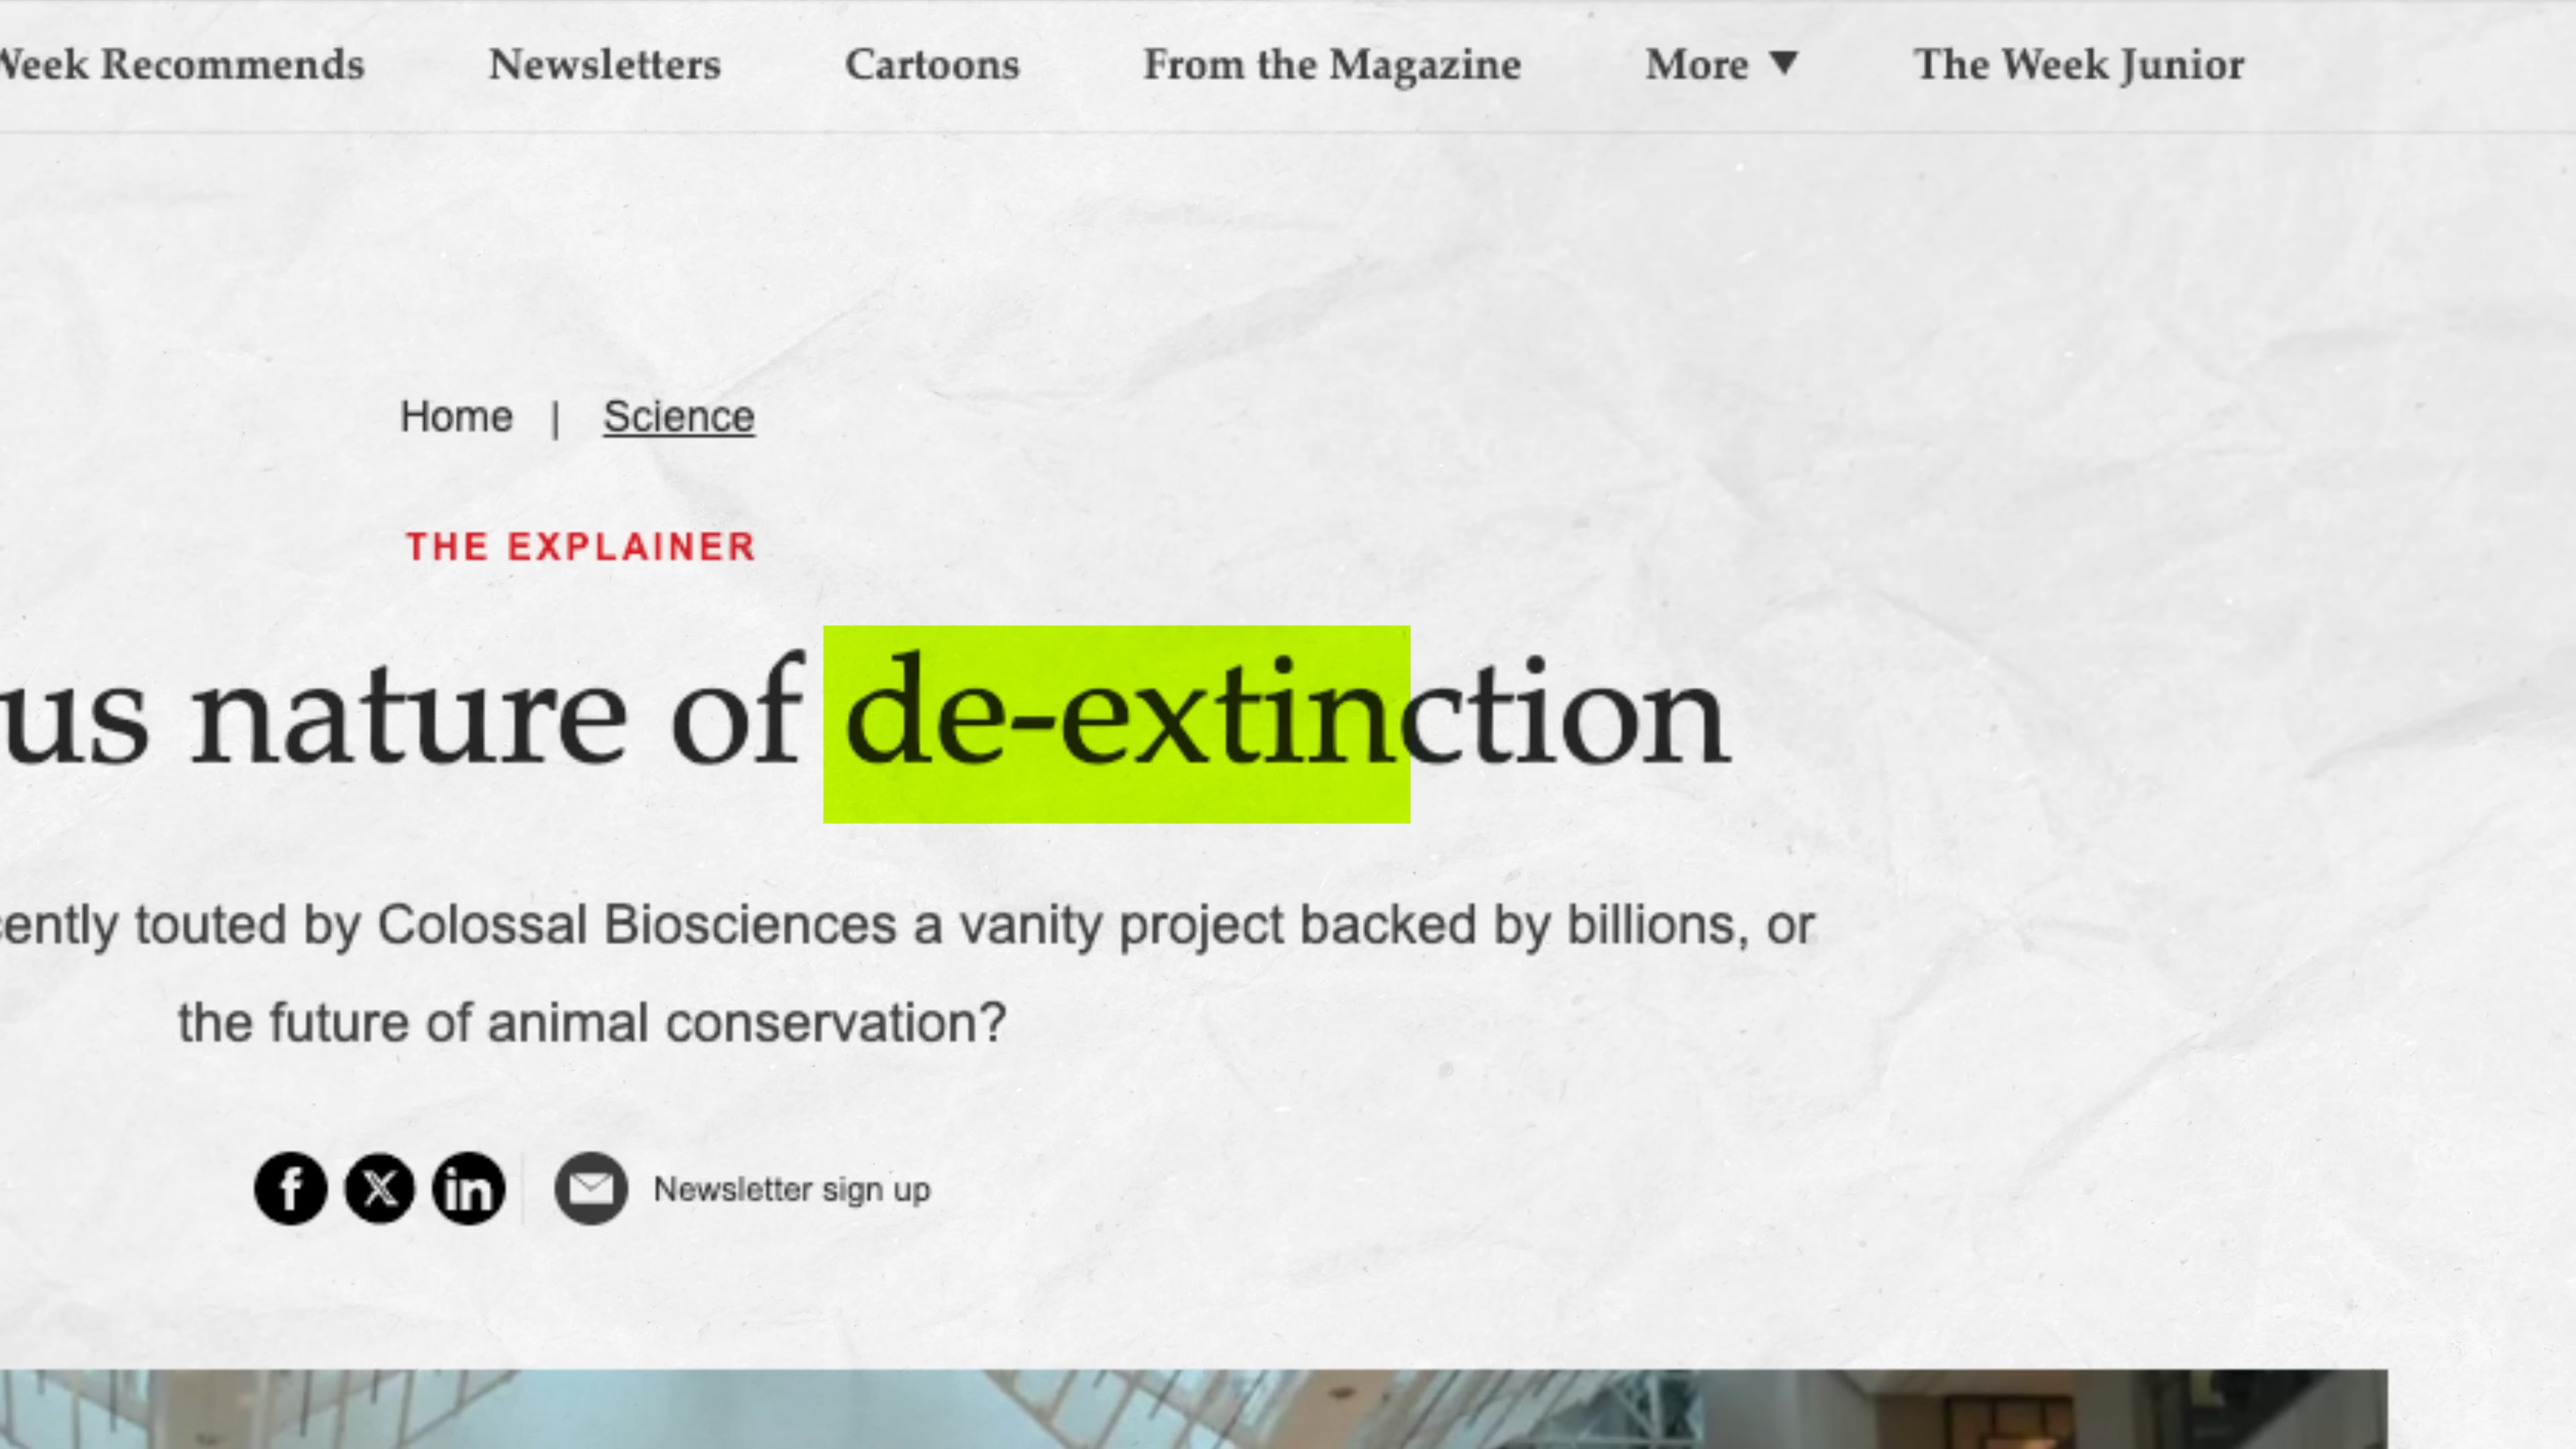 Week Recommends Newsletters Cartoons From the Magazine More ▼ The Week Junior
Home | Science
THE EXPLAINER
us nature of de-extinction
cently touted by Colossal Biosciences a vanity project backed by billions, or
the future of animal conservation?
f X in Newsletter sign up